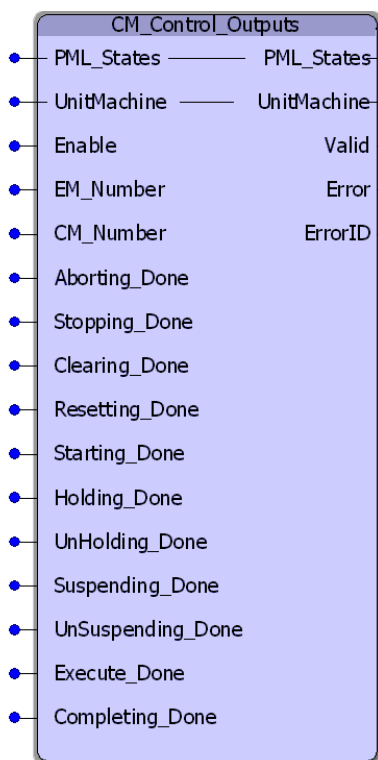 CM_Control_Outputs
PML_States PML_States
UnitMachine UnitMachine
Enable Valid
EM_Number Error
CM_Number ErrorID
Aborting_Done
Stopping_Done
Clearing_Done
Resetting_Done
Starting_Done
Holding_Done
UnHolding_Done
Suspending_Done
UnSuspending_Done
Execute_Done
Completing_Done